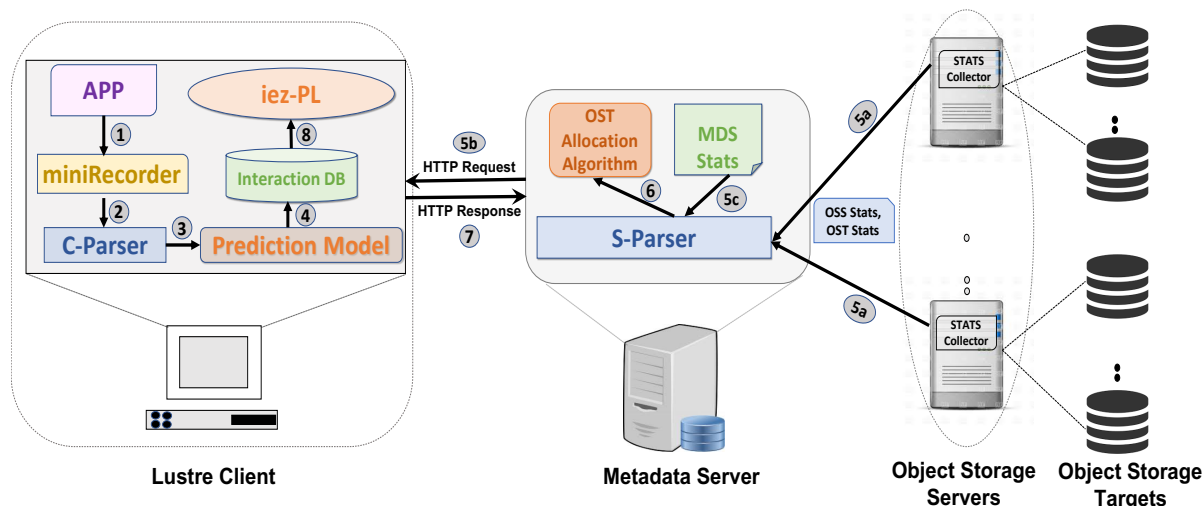 APP
iez-PL
1
8
miniRecorder
Interaction DB
2
3
4
C-Parser
Prediction Model
Lustre Client
5b
HTTP Request
HTTP Response
7
OST
Allocation
Algorithm
MDS
Stats
6
5c
S-Parser
Metadata Server
5a
OSS Stats,
OST Stats
5a
STATS
Collector
STATS
Collector
Object Storage
Servers
Object Storage
Targets